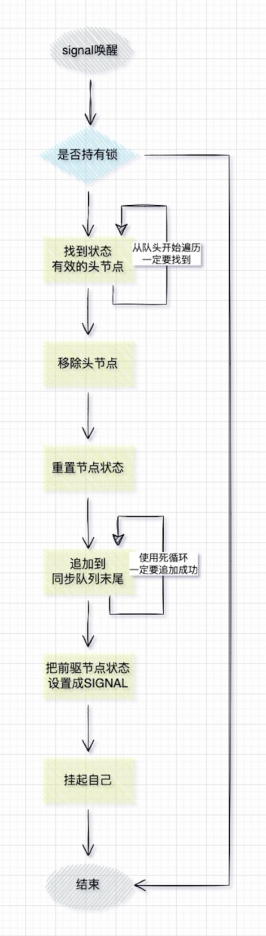 signal唤醒
是否持有锁
找到状态
有效的头节点
从队头开始遍历
一定要找到
移除头节点
重置节点状态
追加到
同步队列末尾
使用死循环
一定要追加成功
把前驱节点状态
设置成SIGNAL
挂起自己
结束